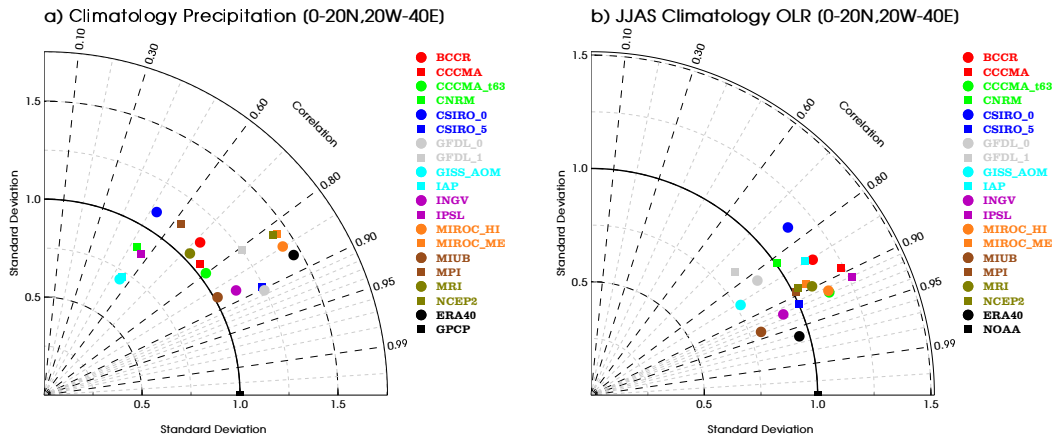 a) Climatology Precipitation (0-20N,20W-40E)
0.10
0.30
0.60
Correlation
0.80
0.90
0.95
0.99
1.5
1.0
0.5
Standard Deviation
0.5
1.0
1.5
Standard Deviation
BCCR
CCCMA
CCCMA_t63
CNRM
CSIRO_0
CSIRO_5
GFDL_0
GFDL_1
GISS_AOM
IAP
INGV
IPSL
MIROC_HI
MIROC_ME
MIUB
MPI
MRI
NCEP2
ERA40
GPCP
b) JJAS Climatology OLR (0-20N,20W-40E)
0.10
0.30
0.60
Correlation
0.80
0.90
0.95
0.99
1.5
1.0
0.5
Standard Deviation
0.5
1.0
1.5
Standard Deviation
BCCR
CCCMA
CCCMA_t63
CNRM
CSIRO_0
CSIRO_5
GFDL_0
GFDL_1
GISS_AOM
IAP
INGV
IPSL
MIROC_HI
MIROC_ME
MIUB
MPI
MRI
NCEP2
ERA40
NOAA